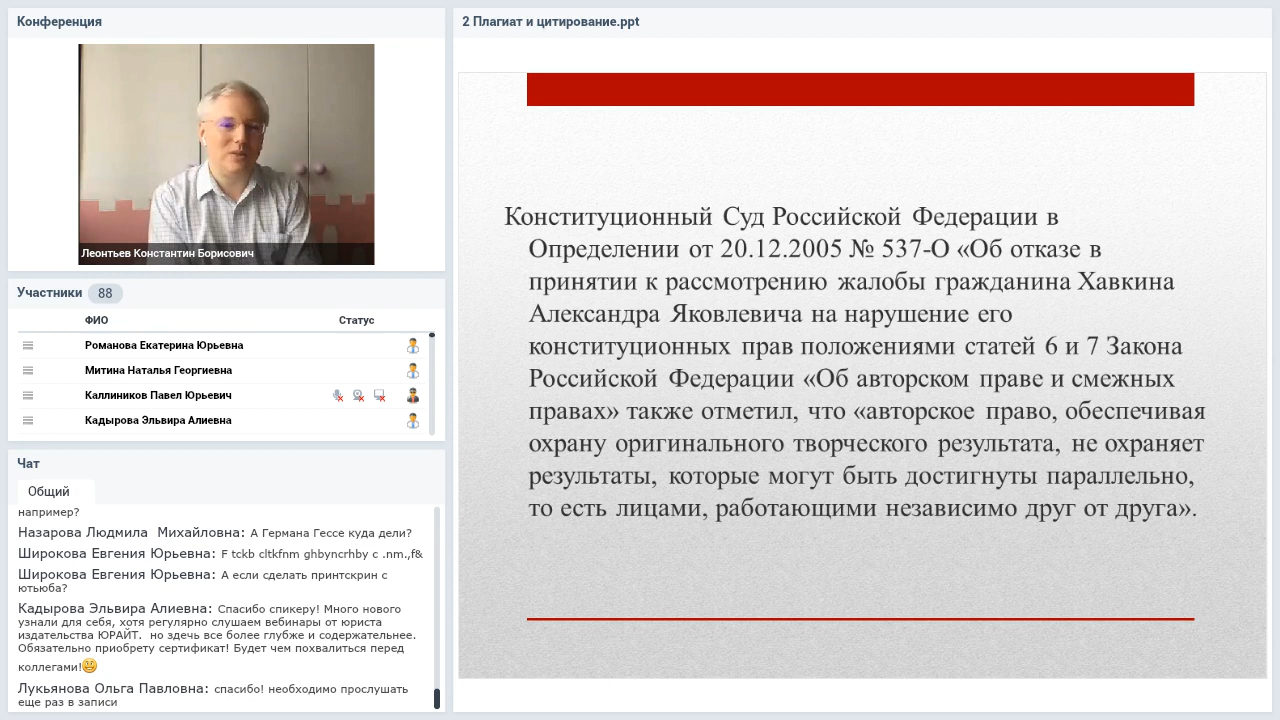 Конференция
Леонтьев Константин Борисович
Участники 88
ФИО Статус
Романова Екатерина Юрьевна
Митина Наталья Георгиевна
Каллиников Павел Юрьевич
Кадырова Эльвира Алиевна
Чат
Общий
например?
Назарова Людмила Михайловна: А Германа Гессе куда дели?
Широкова Евгения Юрьевна: F tckb cltkfnm ghbyncrhby c .nm.,f&
Широкова Евгения Юрьевна: А если сделать принтскрин с
ютьюба?
Кадырова Эльвира Алиевна: Спасибо спикеру! Много нового
узнали для себя, хотя регулярно слушаем вебинары от юриста
издательства ЮРАЙТ. но здечь все более глубже и содержательнее.
Обязательно приобрету сертификат! Будет чем похвалиться перед
коллегами!
Лукьянова Ольга Павловна: спасибо! необходимо прослушать
еще раз в записи
2 Плагиат и цитирование.ppt
Конституционный Суд Российской Федерации в
Определении от 20.12.2005 № 537-О «Об отказе в
принятии к рассмотрению жалобы гражданина Хавкина
Александра Яковлевича на нарушение его
конституционных прав положениями статей 6 и 7 Закона
Российской Федерации «Об авторском праве и смежных
правах» также отметил, что «авторское право, обеспечивая
охрану оригинального творческого результата, не охраняет
результаты, которые могут быть достигнуты параллельно,
то есть лицами, работающими независимо друг от друга».